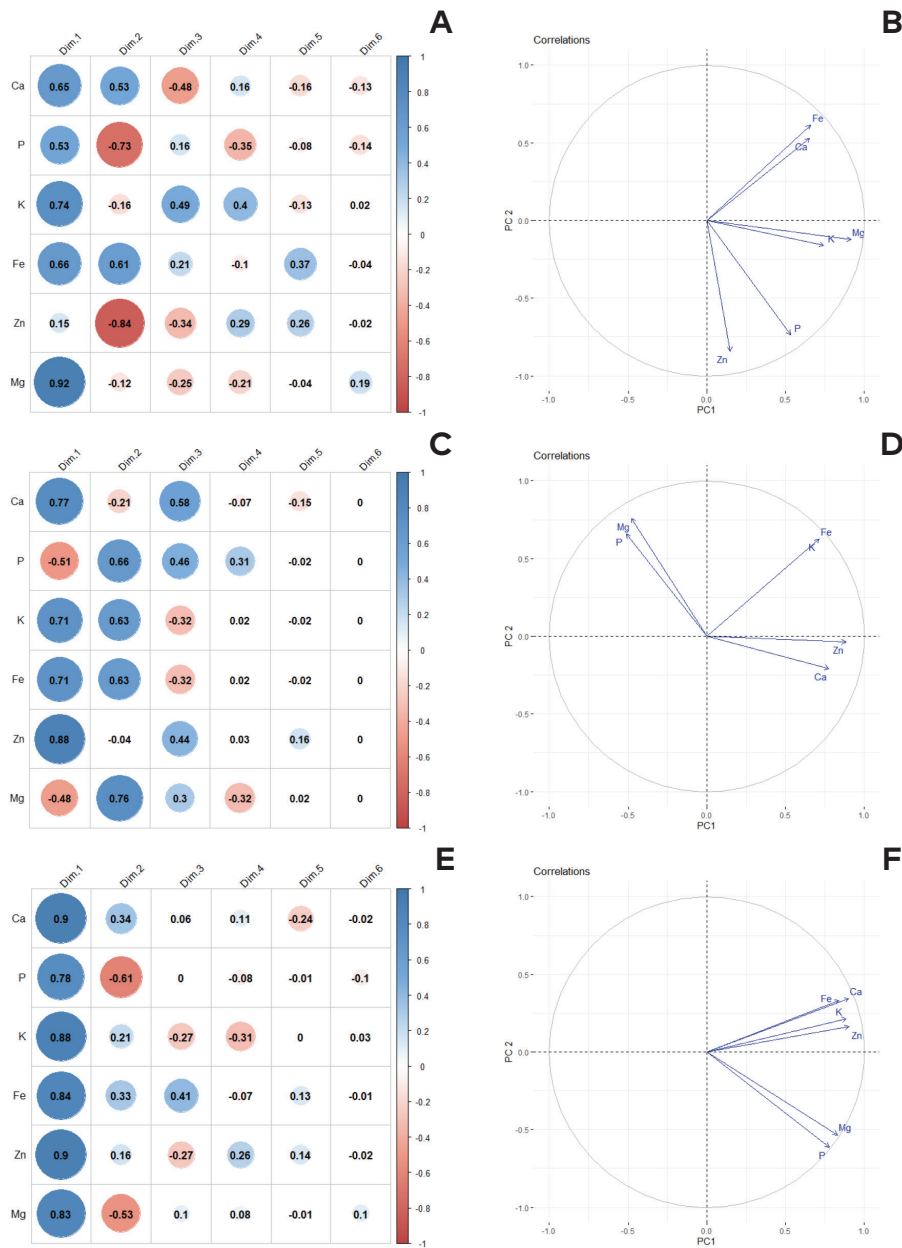 A
Dim.1 Dim.2 Dim.3 Dim.4 Dim.5 Dim.6
Ca 0.65 0.53 -0.48 0.16 -0.16 -0.13
P 0.53 -0.73 0.16 -0.35 -0.08 -0.14
K 0.74 -0.16 0.49 0.4 -0.13 0.02
Fe 0.66 0.61 0.21 -0.1 0.37 -0.04
Zn 0.15 -0.84 -0.34 0.29 0.26 -0.02
Mg 0.92 -0.12 -0.25 -0.21 -0.04 0.19
1
0.8
0.6
0.4
0.2
0
-0.2
-0.4
-0.6
-0.8
-1
B
Correlations
1.0
0.5
0.0
-0.5
-1.0
PC 2
Fe
Ca
Mg
K
P
Zn
-1.0 -0.5 0.0 0.5 1.0
PC1
C
Dim.1 Dim.2 Dim.3 Dim.4 Dim.5 Dim.6
Ca 0.77 -0.21 0.58 -0.07 -0.15 0
P -0.51 0.66 0.46 0.31 -0.02 0
K 0.71 0.63 -0.32 0.02 -0.02 0
Fe 0.71 0.63 -0.32 0.02 -0.02 0
Zn 0.88 -0.04 0.44 0.03 0.16 0
Mg -0.48 0.76 0.3 -0.32 0.02 0
1
0.8
0.6
0.4
0.2
0
-0.2
-0.4
-0.6
-0.8
-1
D
Correlations
1.0
0.5
0.0
-0.5
-1.0
PC 2
Mg
P
Fe
K
Zn
Ca
-1.0 -0.5 0.0 0.5 1.0
PC1
E
Dim.1 Dim.2 Dim.3 Dim.4 Dim.5 Dim.6
Ca 0.9 0.34 0.06 0.11 -0.24 -0.02
P 0.78 -0.61 0 -0.08 -0.01 -0.1
K 0.88 0.21 -0.27 -0.31 0 0.03
Fe 0.84 0.33 0.41 -0.07 0.13 -0.01
Zn 0.9 0.16 -0.27 0.26 0.14 -0.02
Mg 0.83 -0.53 0.1 0.08 -0.01 0.1
1
0.8
0.6
0.4
0.2
0
-0.2
-0.4
-0.6
-0.8
-1
F
Correlations
1.0
0.5
0.0
-0.5
-1.0
PC 2
Ca
Fe
K
Zn
Mg
P
-1.0 -0.5 0.0 0.5 1.0
PC1